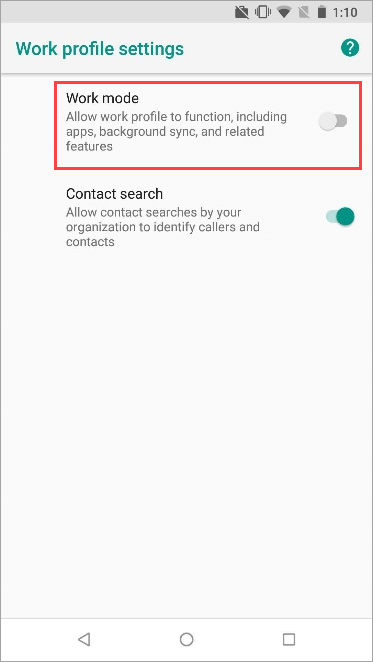 1:10
Work profile settings
?
Work mode
Allow work profile to function, including
apps, background sync, and related
features
Contact search
Allow contact searches by your
organization to identify callers and
contacts